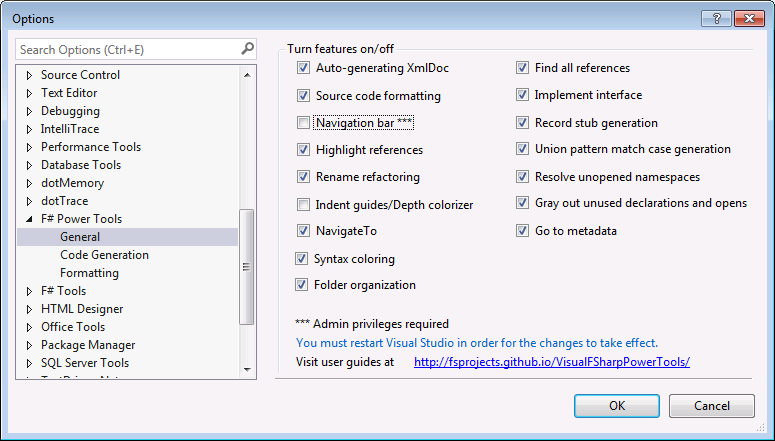 Options
Search Options (Ctrl+E)
Source Control
Text Editor
Debugging
IntelliTrace
Performance Tools
Database Tools
dotMemory
dotTrace
F# Power Tools
General
Code Generation
Formatting
F# Tools
HTML Designer
Office Tools
Package Manager
SQL Server Tools
Turn features on/off
Auto-generating XmlDoc
Source code formatting
Navigation bar ***
Highlight references
Rename refactoring
Indent guides/Depth colorizer
NavigateTo
Syntax coloring
Folder organization
Find all references
Implement interface
Record stub generation
Union pattern match case generation
Resolve unopened namespaces
Gray out unused declarations and opens
Go to metadata
*** Admin privileges required
You must restart Visual Studio in order for the changes to take effect.
Visit user guides at http://fsprojects.github.io/VisualFSharpPowerTools/
OK
Cancel